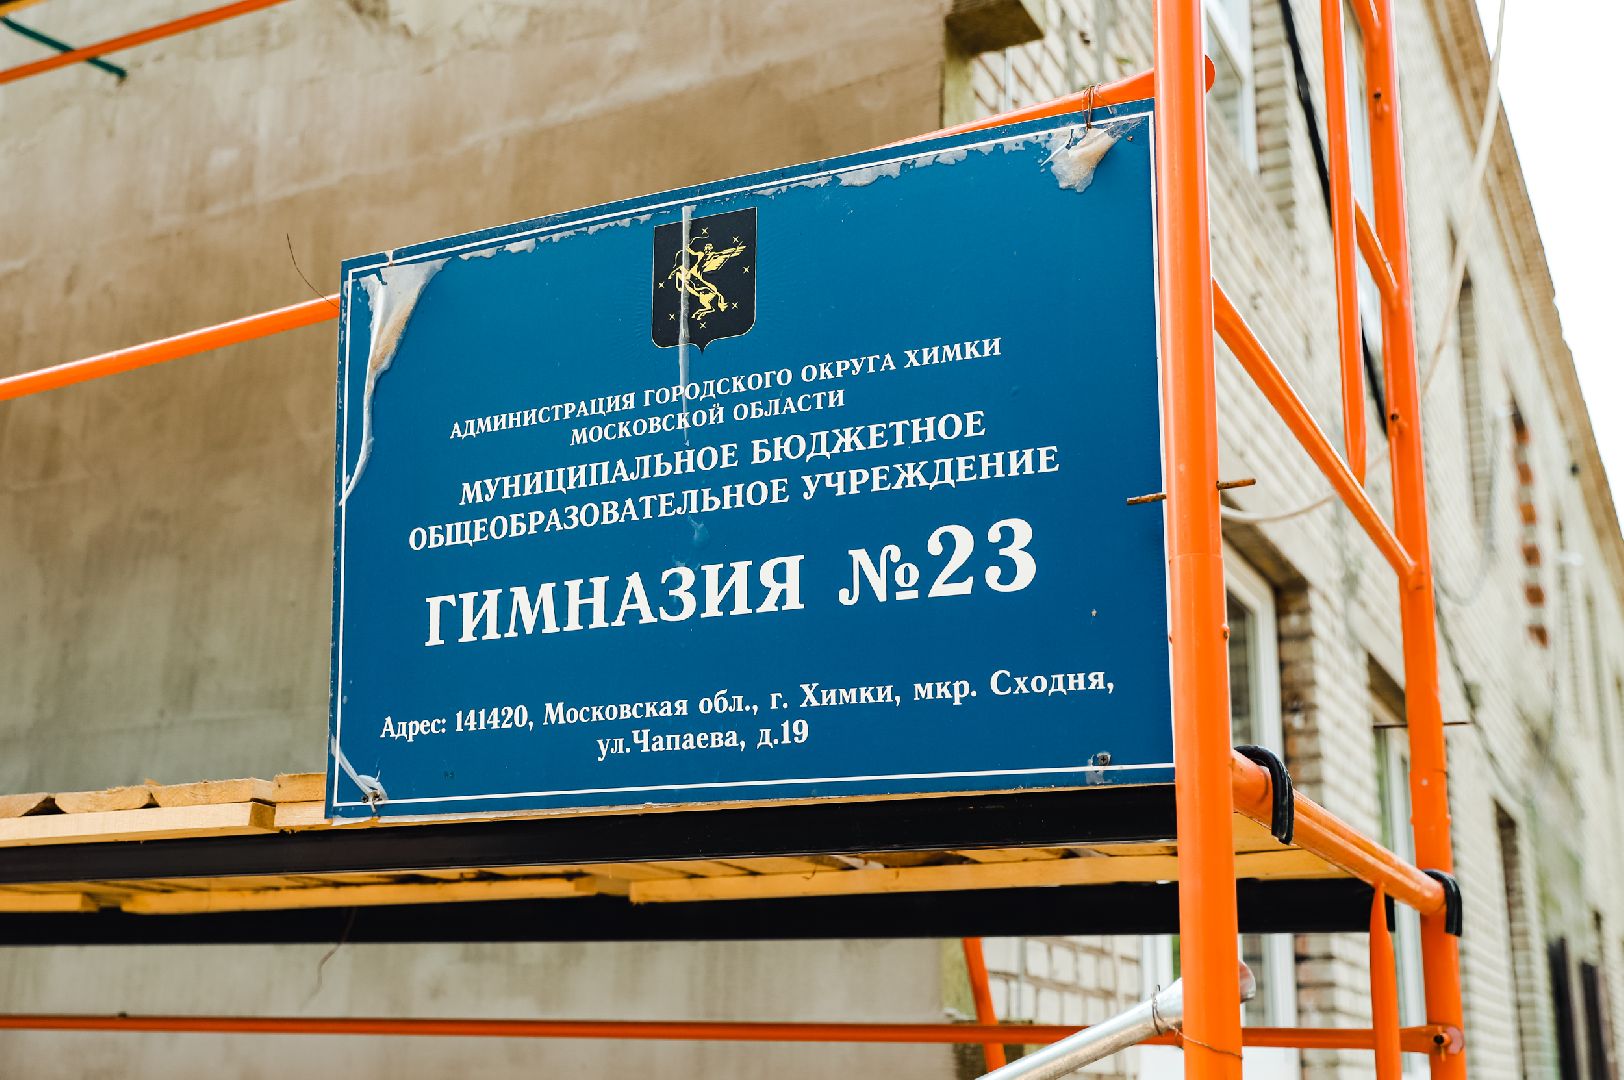 АДМИНИСТРАЦИЯ ГОРОДСКОГО ОКРУГА ХИМКИ
МОСКОВСКОЙ ОБЛАСТИ
МУНИЦИПАЛЬНОЕ БЮДЖЕТНОЕ
ОБЩЕОБРАЗОВАТЕЛЬНОЕ УЧРЕЖДЕНИЕ
ГИМНАЗИЯ №23
Адрес: 141420, Московская обл., г. Химки, мкр. Сходня,
ул.Чапаева, д.19